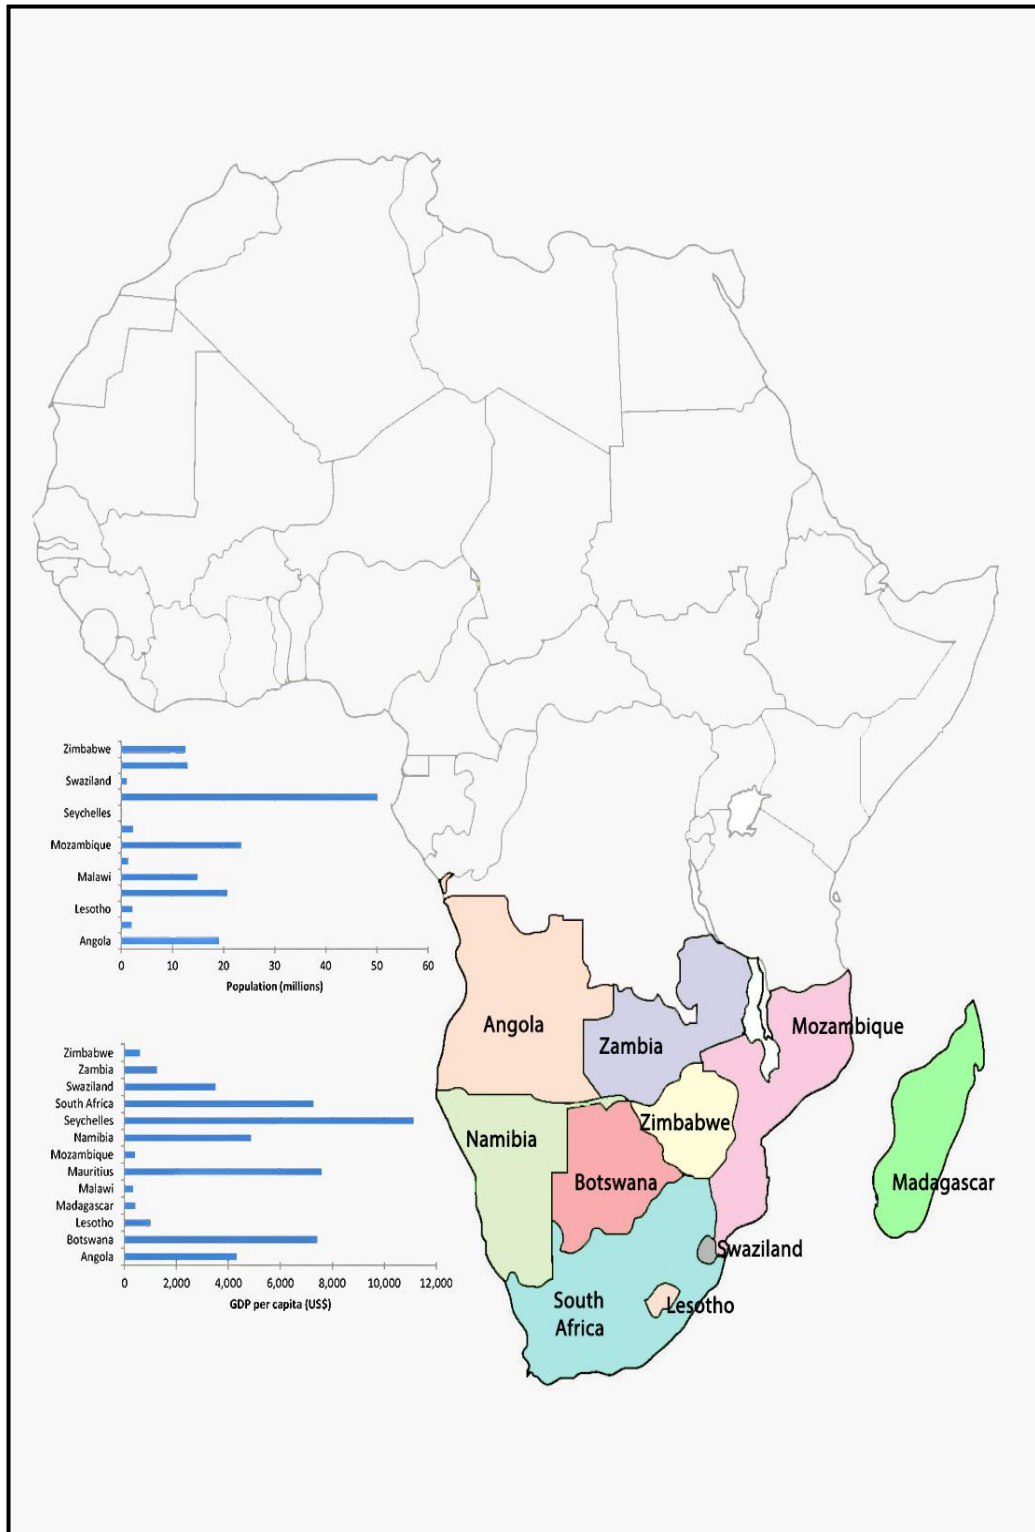 Zimbabwe
Swaziland
Seychelles
Mozambique
Malawi
Lesotho
Angola
0 10 20 30 40 50 60
Population (millions)
Zimbabwe
Zambia
Swaziland
South Africa
Seychelles
Namibia
Mozambique
Mauritius
Malawi
Madagascar
Lesotho
Botswana
Angola
0 2,000 4,000 6,000 8,000 10,000 12,000
GDP per capita (US$)
Angola
Zambia
Mozambique
Namibia
Zimbabwe
Botswana
Madagascar
Swaziland
South
Africa
Lesotho